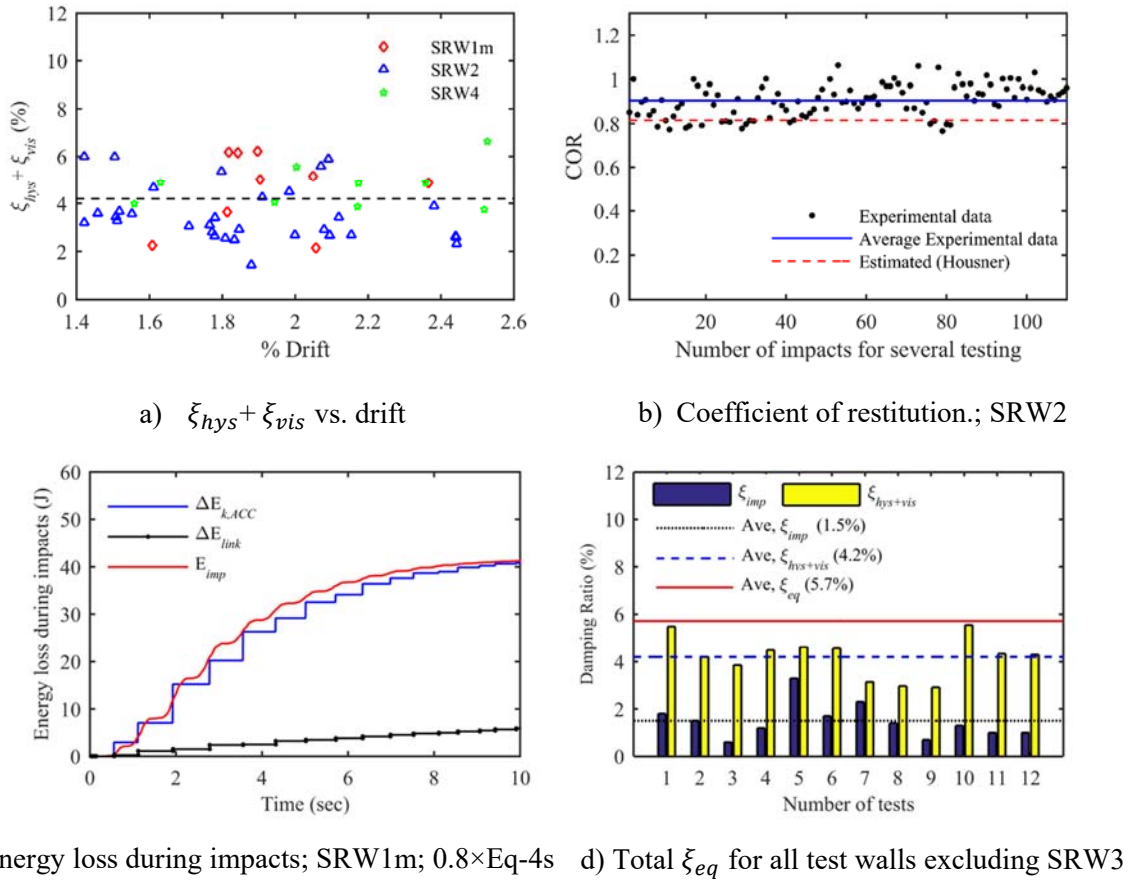 12
10
8
6
4
2
0
ξhys + ξvis (%)
SRW1m
SRW2
SRW4
1.4 1.6 1.8 2 2.2 2.4 2.6
% Drift
a) ξhys+ ξvis vs. drift
1.2
1
0.8
0.6
0.4
0.2
0
COR
Experimental data
Average Experimental data
Estimated (Housner)
20 40 60 80 100
Number of impacts for several testing
b) Coefficient of restitution.; SRW2
60
50
40
30
20
10
0
Energy loss during impacts (J)
ΔEk,ACC
ΔElink
Eimp
0 2 4 6 8 10
Time (sec)
nergy loss during impacts; SRW1m; 0.8×Eq-4s
12
10
8
6
4
2
0
Damping Ratio (%)
ξimp ξhys+vis
Ave, ξimp (1.5%)
Ave, ξhys+vis (4.2%)
Ave, ξeq (5.7%)
1 2 3 4 5 6 7 8 9 10 11 12
Number of tests
d) Total ξeq for all test walls excluding SRW3